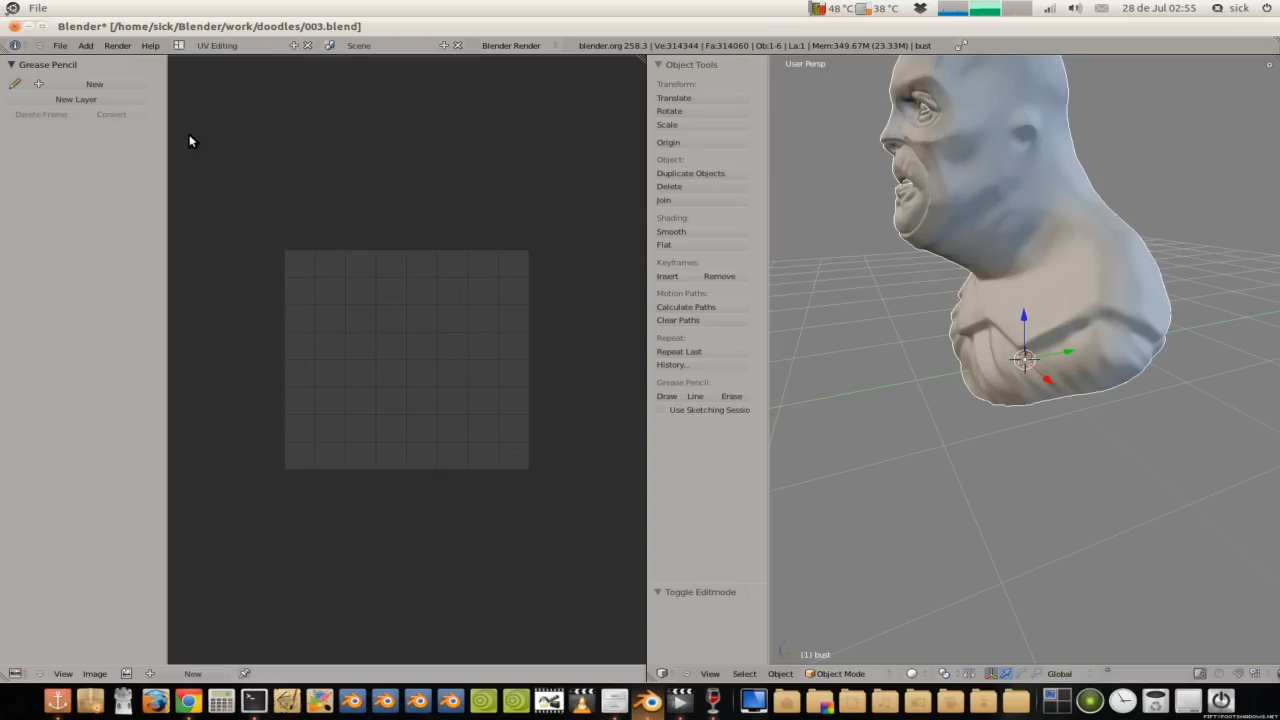 File 48 °C 38 °C 28 de Jul 02:55 sick
Blender* [/home/sick/Blender/work/doodles/003.blend]
File Add Render Help UV Editing Scene Blender Render blender.org 258.3 | Ve:314344 | Fa:314060 | Ob:1-6 | La:1 | Mem:349.67M (23.33M) | bust
Grease Pencil
New
New Layer
Delete Frame Convert
Object Tools
Transform:
Translate
Rotate
Scale
Origin
Object:
Duplicate Objects
Delete
Join
Shading:
Smooth
Flat
Keyframes:
Insert Remove
Motion Paths:
Calculate Paths
Clear Paths
Repeat:
Repeat Last
History...
Grease Pencil:
Draw Line Erase
Use Sketching Sessio
Toggle Editmode
User Persp
(1) bust
View Image New
View Select Object Object Mode Global
FIFTYFOOTSHADOWS.NET